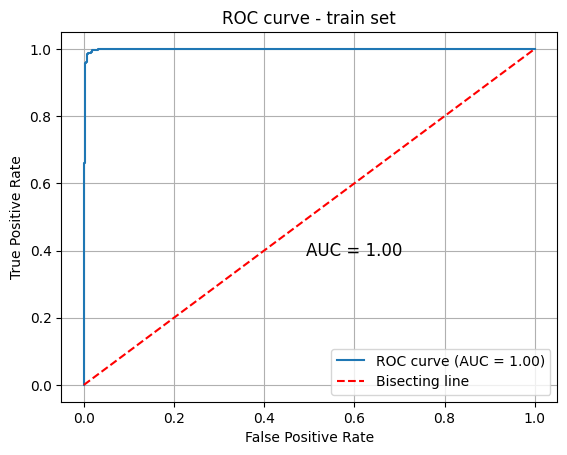 ROC curve - train set
True Positive Rate
1.0
0.8
0.6
0.4
0.2
0.0
AUC = 1.00
ROC curve (AUC = 1.00)
Bisecting line
0.0 0.2 0.4 0.6 0.8 1.0
False Positive Rate